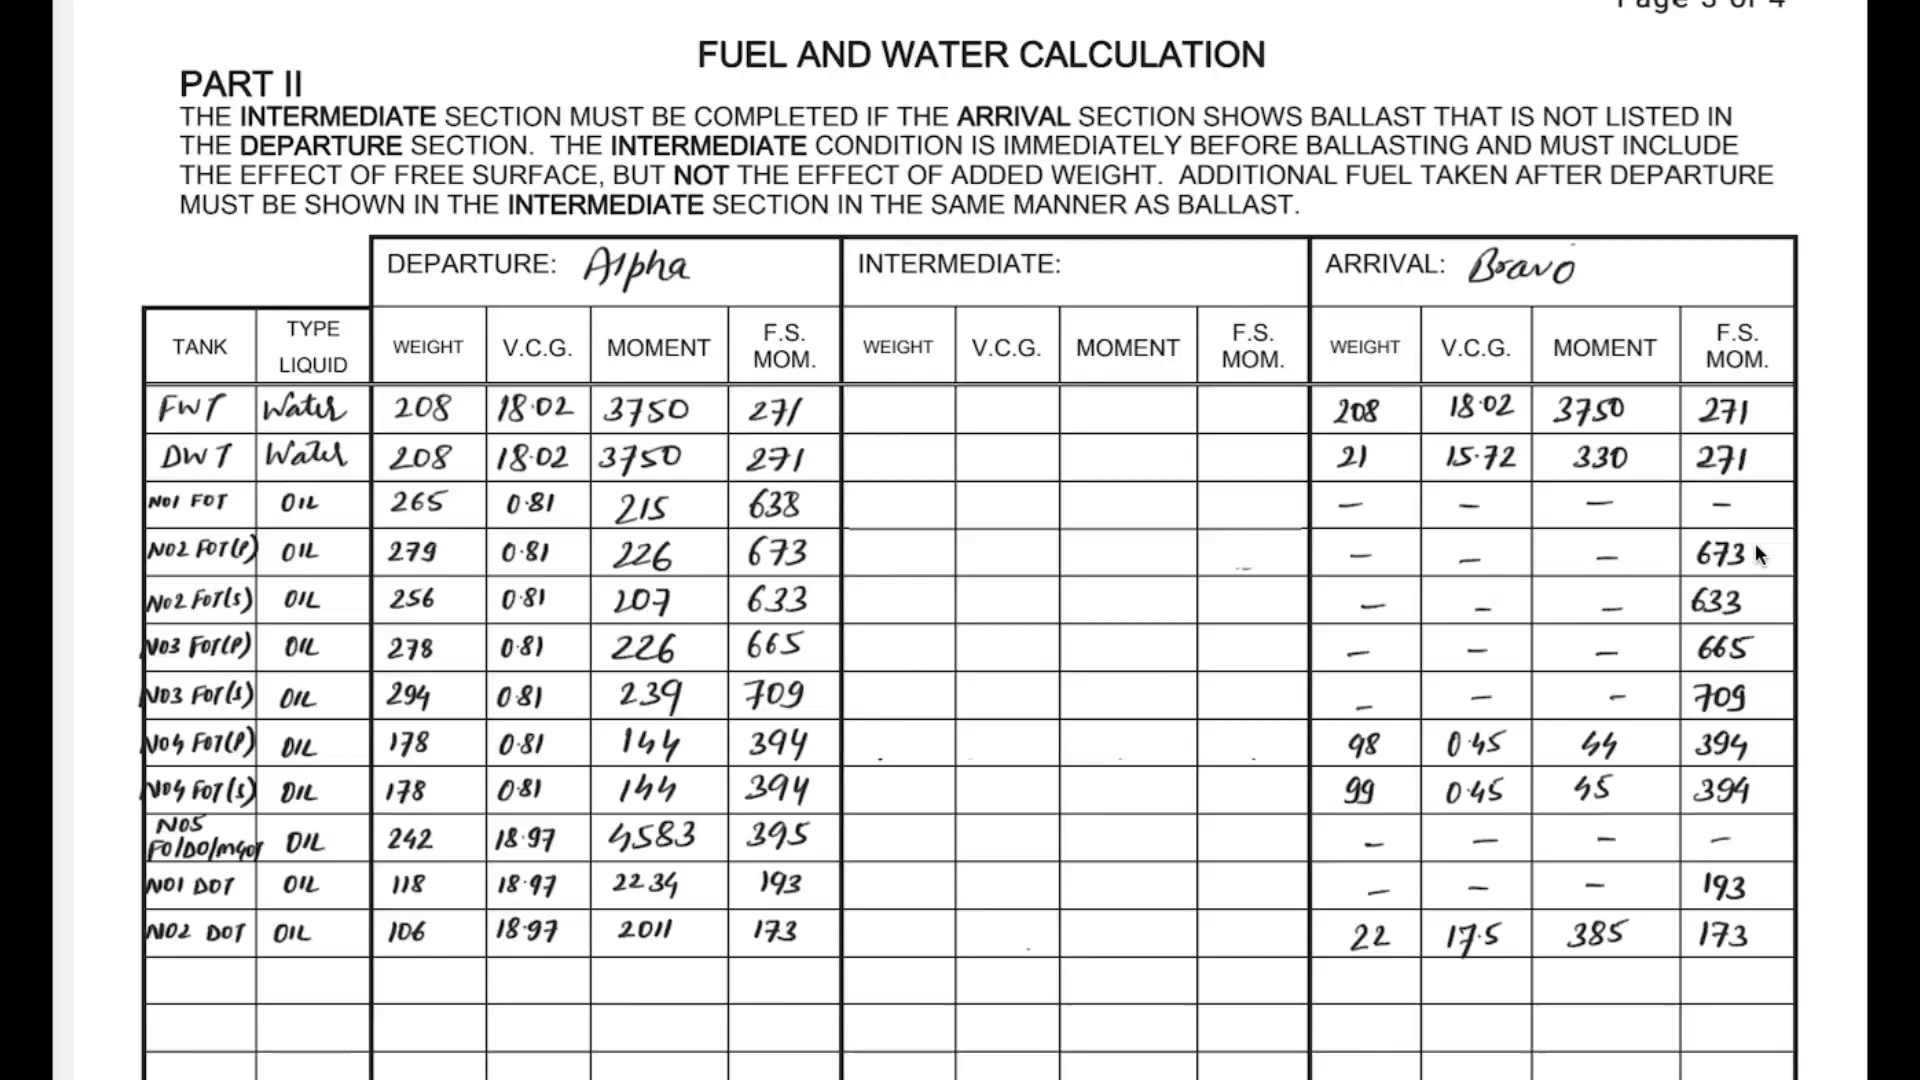 Page 3 of 4
FUEL AND WATER CALCULATION
PART II
THE INTERMEDIATE SECTION MUST BE COMPLETED IF THE ARRIVAL SECTION SHOWS BALLAST THAT IS NOT LISTED IN
THE DEPARTURE SECTION. THE INTERMEDIATE CONDITION IS IMMEDIATELY BEFORE BALLASTING AND MUST INCLUDE
THE EFFECT OF FREE SURFACE, BUT NOT THE EFFECT OF ADDED WEIGHT. ADDITIONAL FUEL TAKEN AFTER DEPARTURE
MUST BE SHOWN IN THE INTERMEDIATE SECTION IN THE SAME MANNER AS BALLAST.
DEPARTURE: Alpha INTERMEDIATE: ARRIVAL: Bravo
TANK TYPE LIQUID WEIGHT V.C.G. MOMENT F.S. MOM. WEIGHT V.C.G. MOMENT F.S. MOM. WEIGHT V.C.G. MOMENT F.S. MOM.
FWT Water 208 18.02 3750 271 208 18.02 3750 271
DWT Water 208 18.02 3750 271 21 15.72 330 271
NO1 FOT OIL 265 0.81 215 638 – – – –
NO2 FOT(P) OIL 279 0.81 226 673 – – – 673
NO2 FOT(S) OIL 256 0.81 207 633 – – – 633
NO3 FOT(P) OIL 278 0.81 226 665 – – – 665
NO3 FOT(S) OIL 294 0.81 239 709 – – – 709
NO4 FOT(P) OIL 178 0.81 144 394 98 0.45 44 394
NO4 FOT(S) OIL 178 0.81 144 394 99 0.45 45 394
NO5 FO/DO/MGOT OIL 242 18.97 4583 395 – – – –
NO1 DOT OIL 118 18.97 2234 193 – – – 193
NO2 DOT OIL 106 18.97 2011 173 22 17.5 385 173